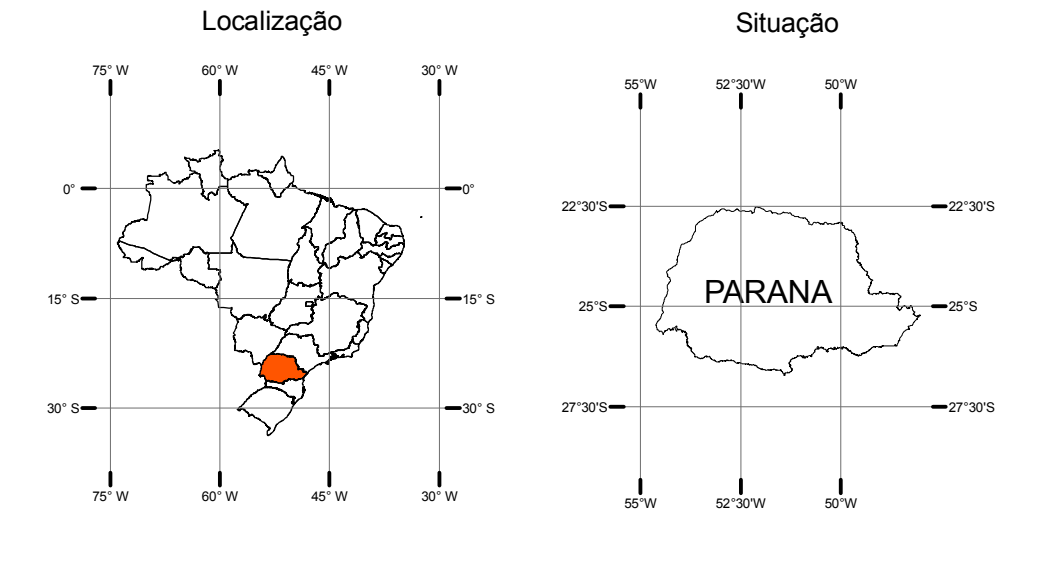 Localização
75° W 60° W 45° W 30° W
0° 0°
15° S 15° S
30° S 30° S
75° W 60° W 45° W 30° W
Situação
55°W 52°30'W 50°W
22°30'S 22°30'S
PARANA
25°S 25°S
27°30'S 27°30'S
55°W 52°30'W 50°W